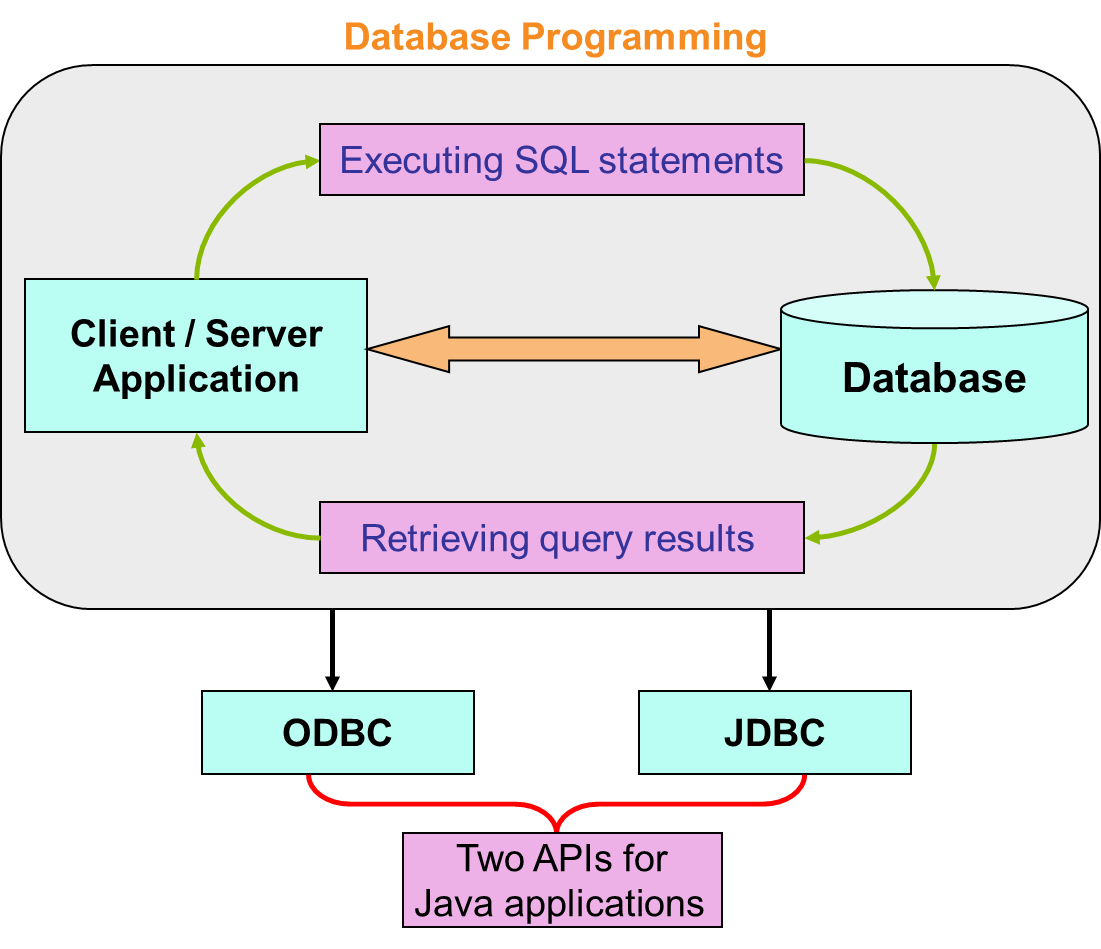 Database Programming
Executing SQL statements
Client / Server
Application
Database
Retrieving query results
ODBC
JDBC
Two APIs for
Java applications